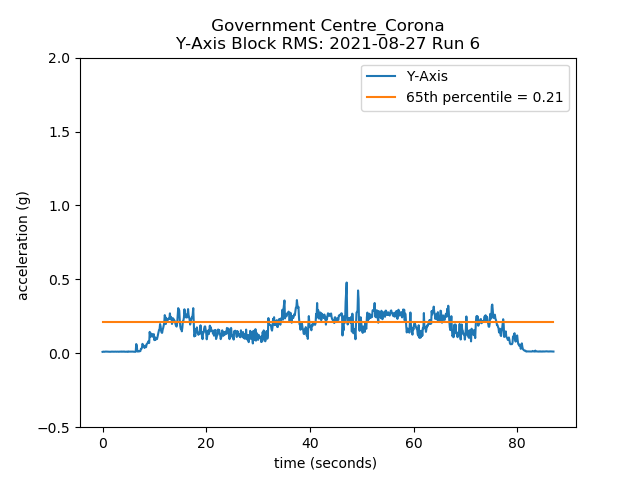 Government Centre_Corona
Y-Axis Block RMS: 2021-08-27 Run 6
Y-Axis
65th percentile = 0.21
2.0
1.5
1.0
0.5
0.0
−0.5
acceleration (g)
0
20
40
60
80
time (seconds)